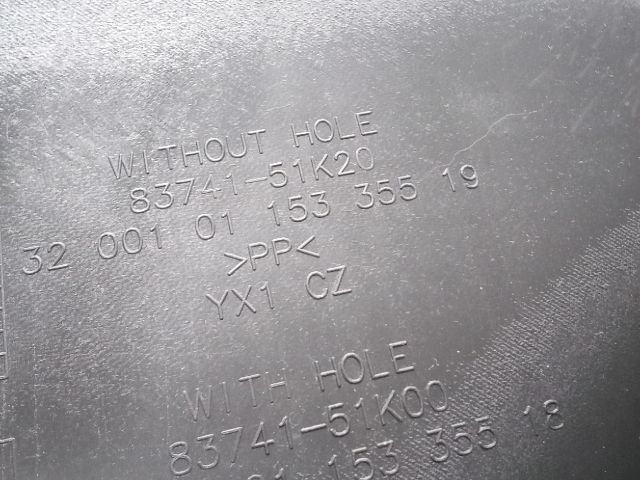 WITHOUT HOLE
83741-51K20
32 001 01 153 355 19
>PP<
YX1 CZ
WITH HOLE
83741-51K00
01 153 355 18